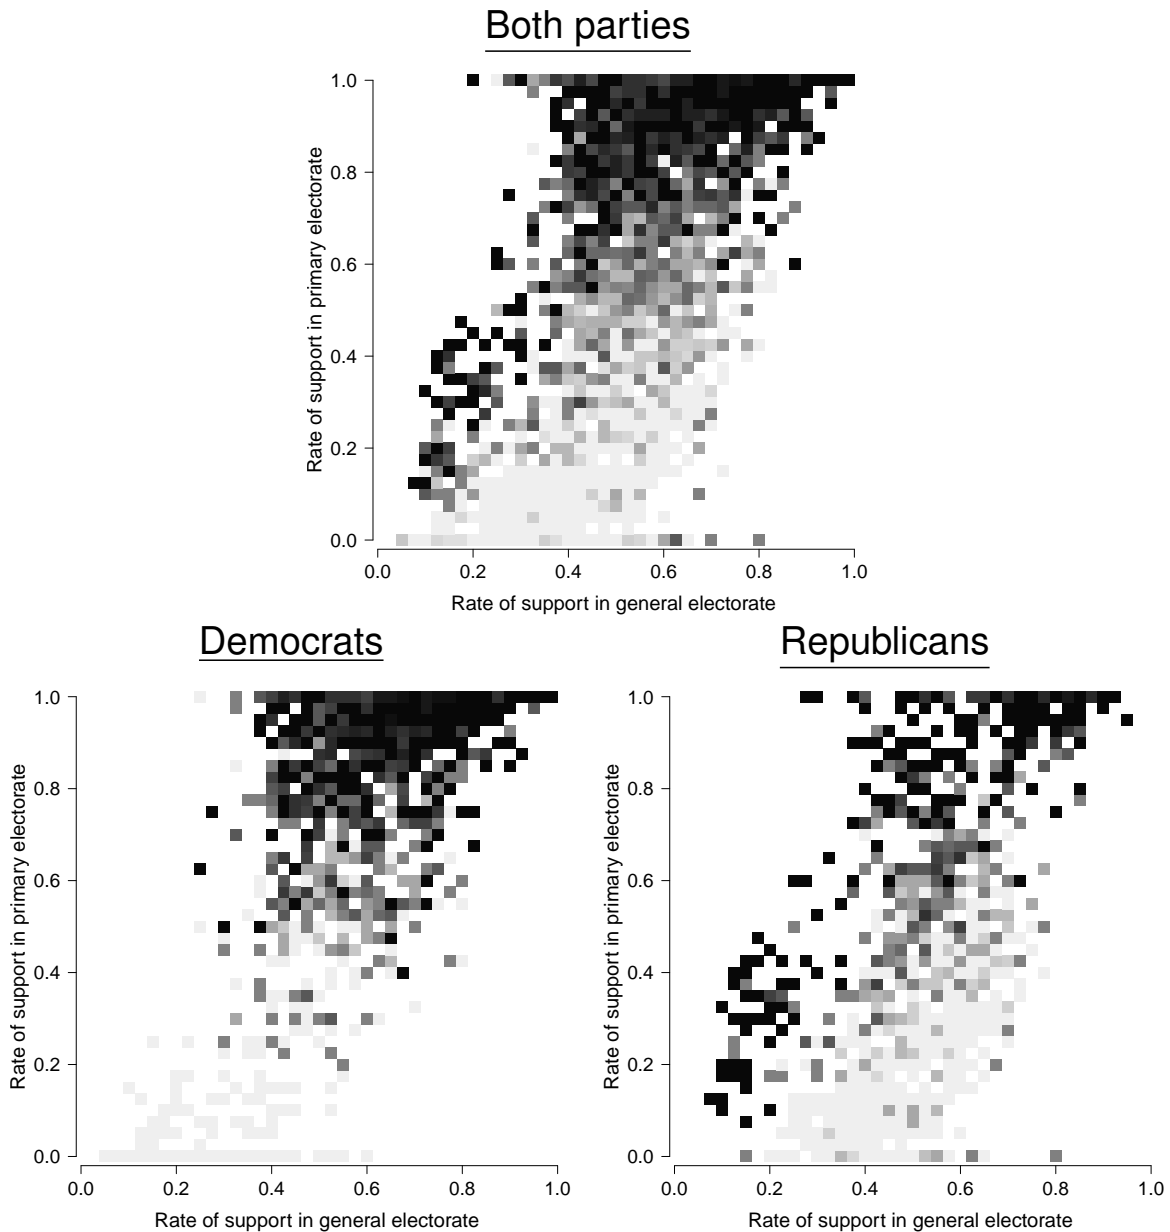 Both parties
1.0
0.8
0.6
0.4
0.2
0.0
Rate of support in primary electorate
0.0 0.2 0.4 0.6 0.8 1.0
Rate of support in general electorate
Democrats
1.0
0.8
0.6
0.4
0.2
0.0
Rate of support in primary electorate
0.0 0.2 0.4 0.6 0.8 1.0
Rate of support in general electorate
Republicans
1.0
0.8
0.6
0.4
0.2
0.0
Rate of support in primary electorate
0.0 0.2 0.4 0.6 0.8 1.0
Rate of support in general electorate